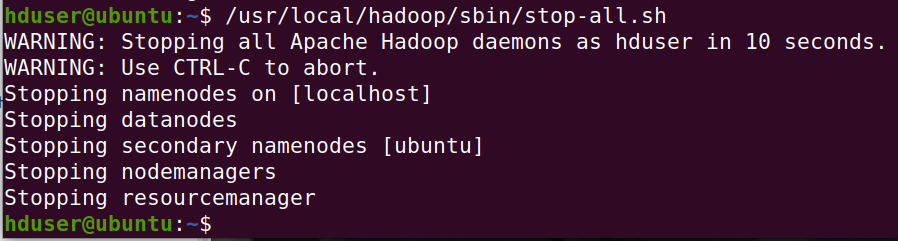 hduser@ubuntu:~$ /usr/local/hadoop/sbin/stop-all.sh
WARNING: Stopping all Apache Hadoop daemons as hduser in 10 seconds.
WARNING: Use CTRL-C to abort.
Stopping namenodes on [localhost]
Stopping datanodes
Stopping secondary namenodes [ubuntu]
Stopping nodemanagers
Stopping resourcemanager
hduser@ubuntu:~$